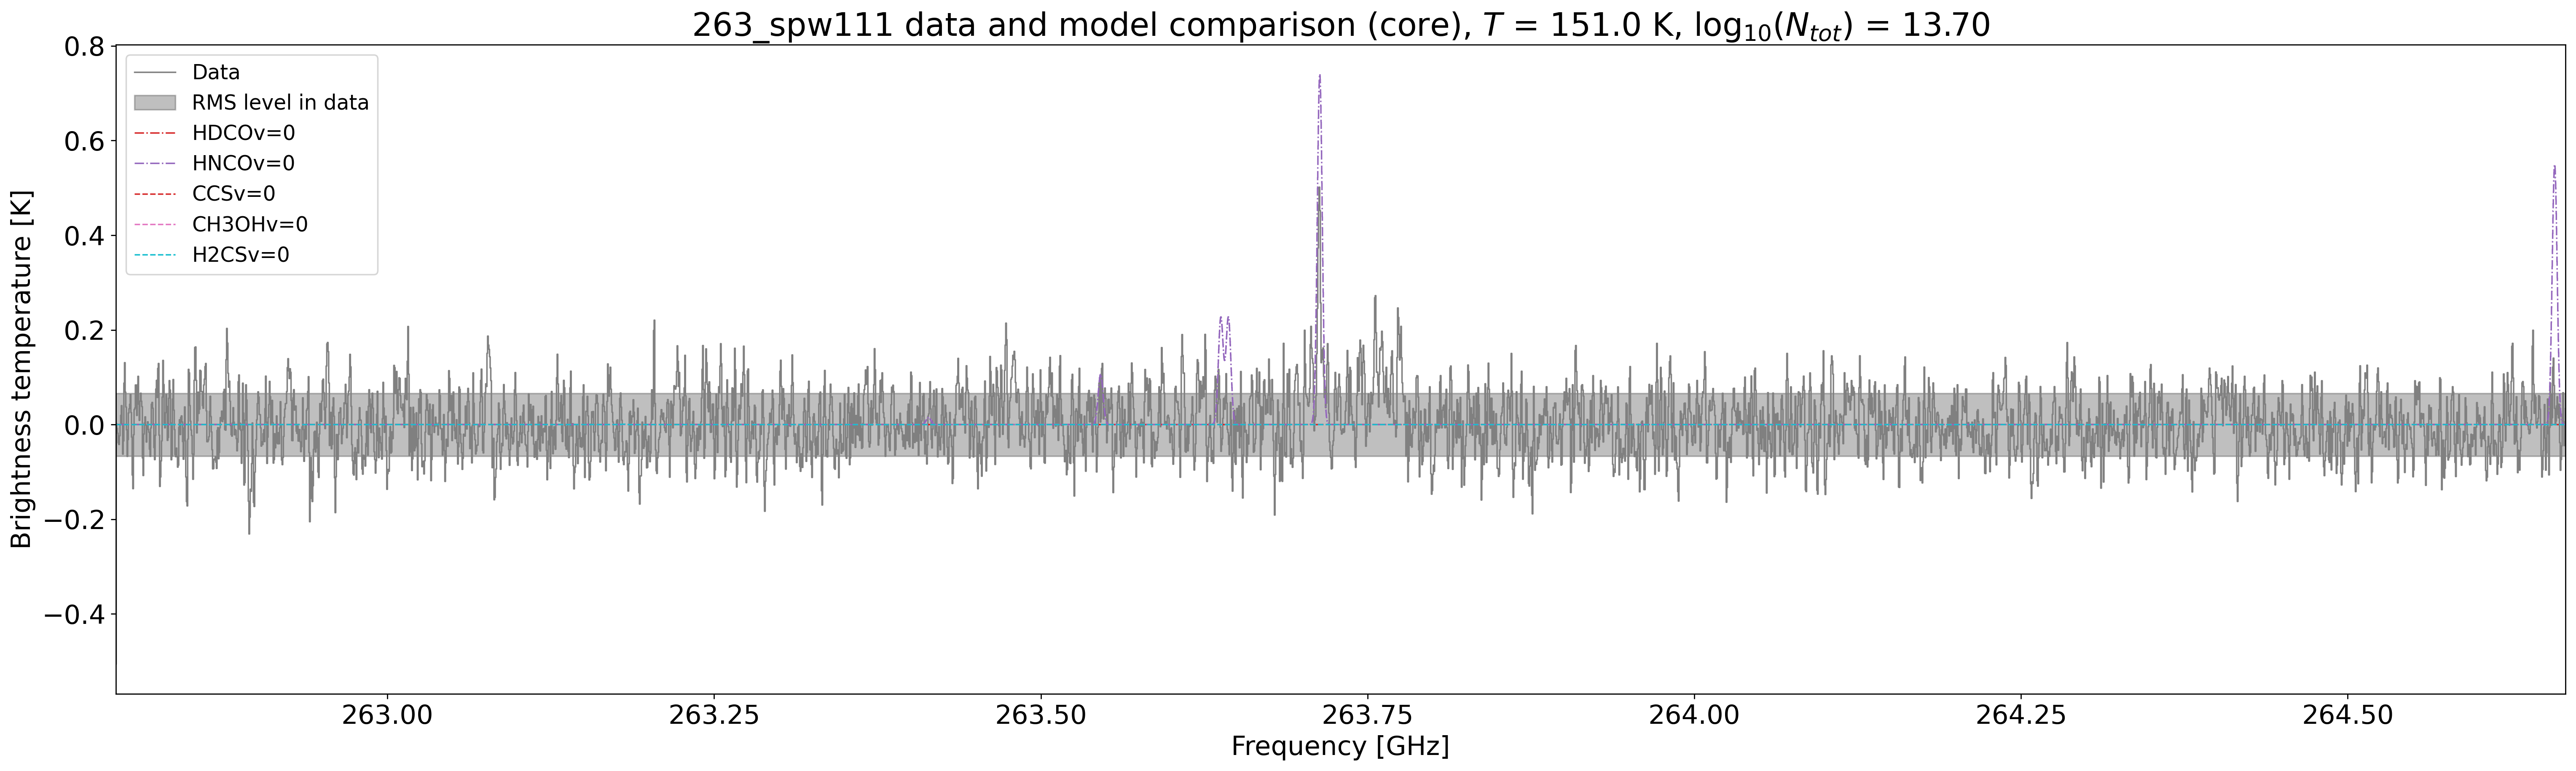 263_spw111 data and model comparison (core), T = 151.0 K, log₁₀(Nₜₒₜ) = 13.70
Data
RMS level in data
HDCOv=0
HNCOv=0
CCSv=0
CH3OHv=0
H2CSv=0
Brightness temperature [K]
0.8
0.6
0.4
0.2
0.0
−0.2
−0.4
263.00 263.25 263.50 263.75 264.00 264.25 264.50
Frequency [GHz]